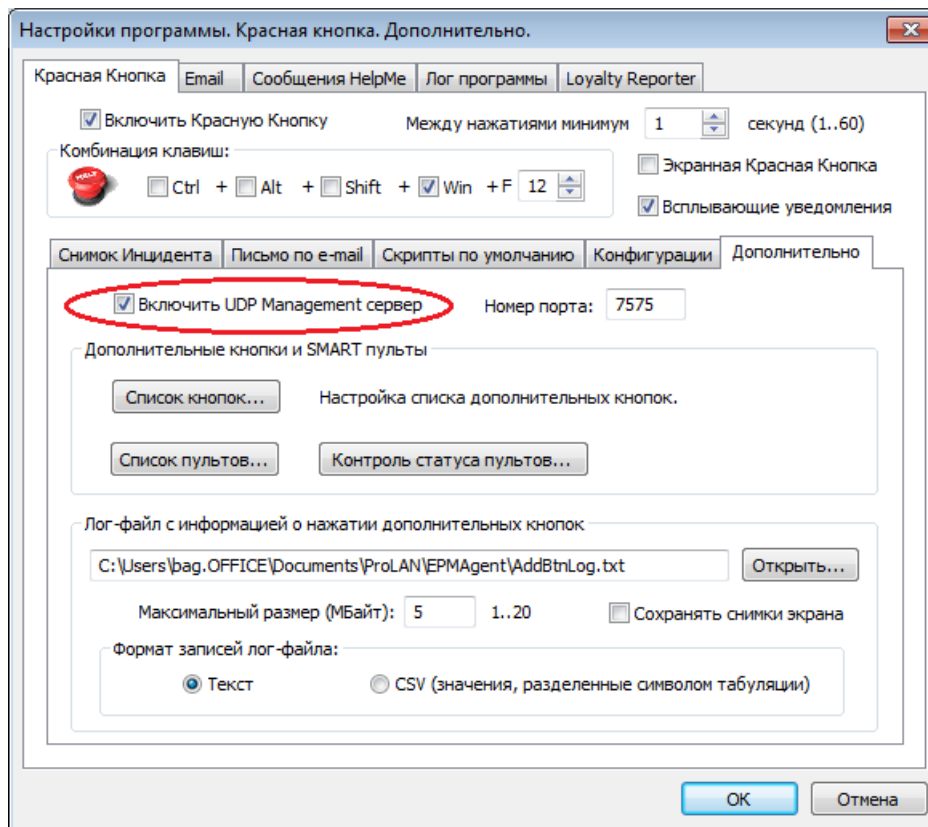 Настройки программы. Красная кнопка. Дополнительно.
Красная Кнопка Email Сообщения HelpMe Лог программы Loyalty Reporter
Включить Красную Кнопку Между нажатиями минимум 1 секунд (1..60)
Комбинация клавиш: Экранная Красная Кнопка
HALT Ctrl + Alt + Shift + Win + F 12
Всплывающие уведомления
Снимок Инцидента Письмо по e-mail Скрипты по умолчанию Конфигурации Дополнительно
Включить UDP Management сервер Номер порта: 7575
Дополнительные кнопки и SMART пульты
Список кнопок... Настройка списка дополнительных кнопок.
Список пультов... Контроль статуса пультов...
Лог-файл с информацией о нажатии дополнительных кнопок
C:\Users\bag.OFFICE\Documents\ProLAN\EPMAgent\AddBtnLog.txt Открыть...
Максимальный размер (МБайт): 5 1..20 Сохранять снимки экрана
Формат записей лог-файла:
Текст CSV (значения, разделенные символом табуляции)
OK Отмена